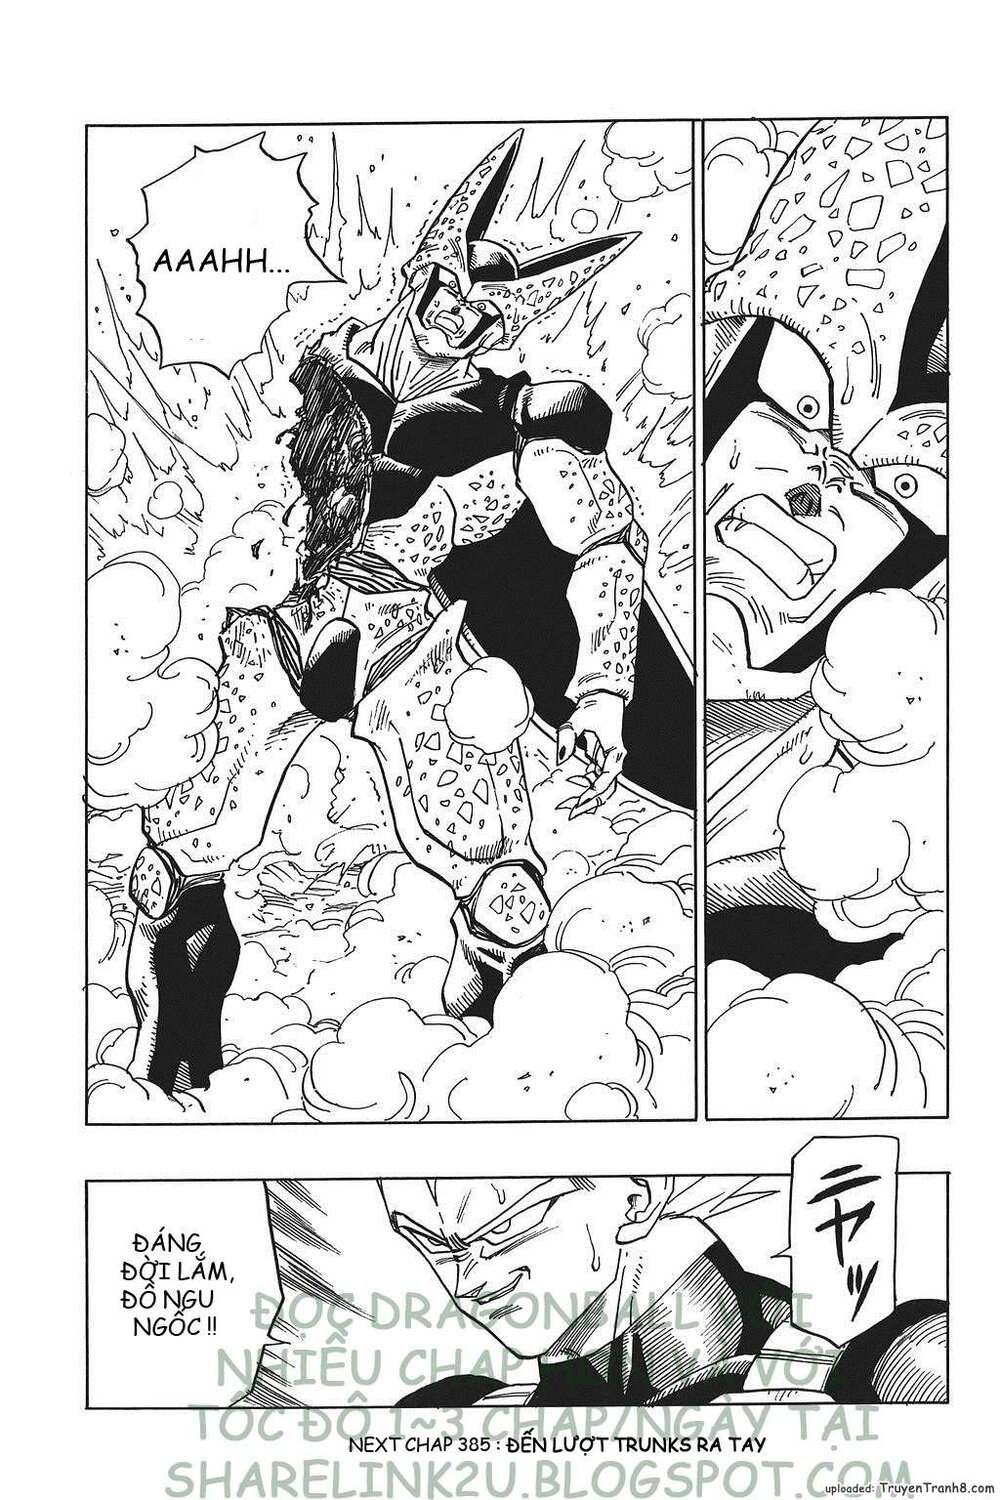 AAAHH...
ニヤッ
ĐÁNG
ĐỜI LẮM,
ĐỒ NGU
NGỐC !!
ĐỌC DRAGONBALL
NHIỀU CHAP
VỚI
TỐC ĐỘ 1~3 CHAP/NGÀY TẠI
NEXT CHAP 385 : ĐẾN LƯỢT TRUNKS RA TAY
SHARELINK2U.BLOGSPOT.COM
uploaded: TruyenTranh8.com